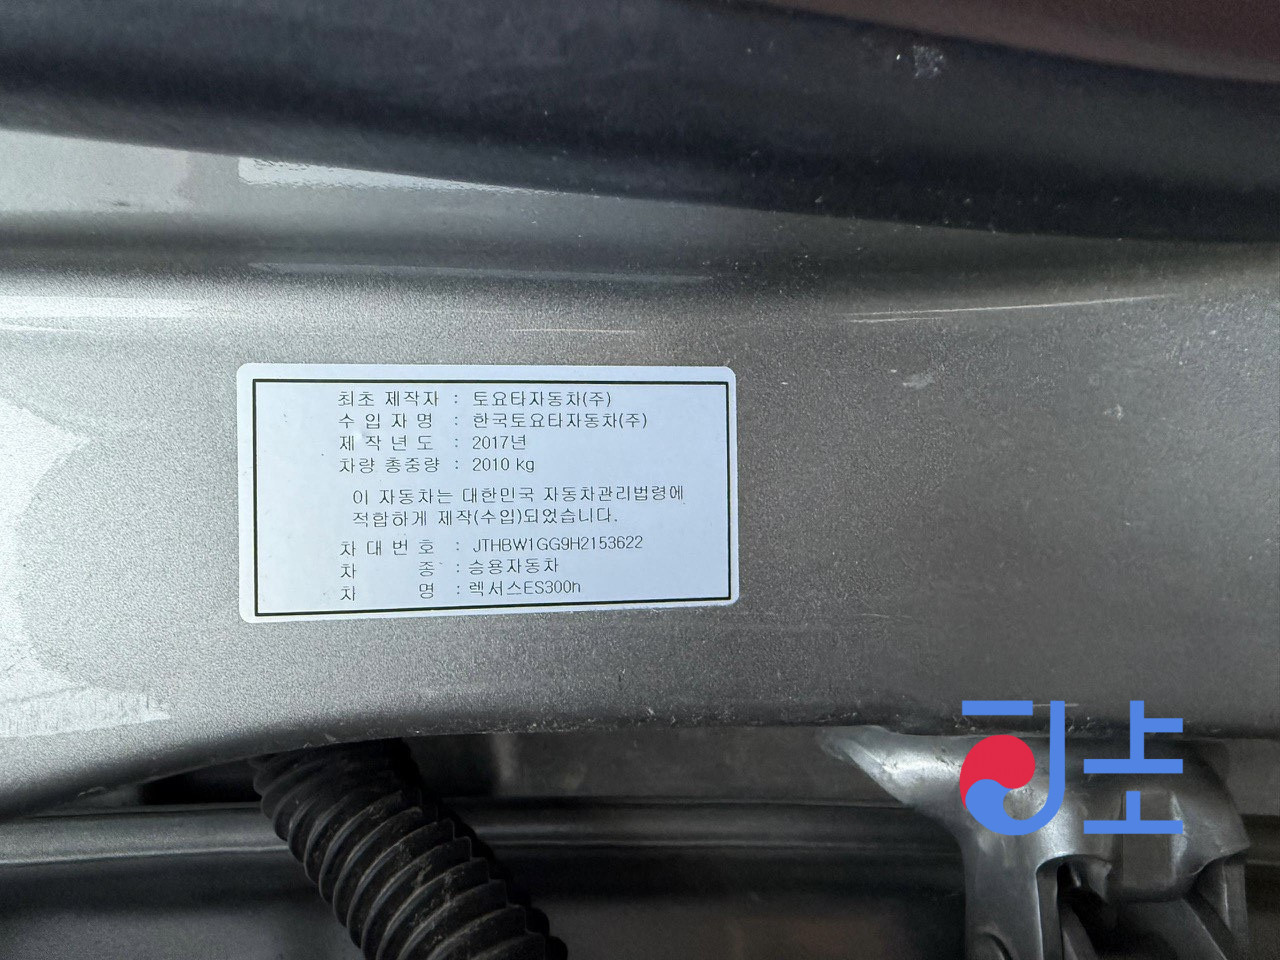 최초 제작자 : 토요타자동차(주)
수 입 자 명 : 한국토요타자동차(주)
제 작 년 도 : 2017년
차량 총중량 : 2010 kg
이 자동차는 대한민국 자동차관리법령에
적합하게 제작(수입)되었습니다.
차 대 번 호 : JTHBW1GG9H2153622
차 종 : 승용자동차
차 명 : 렉서스ES300h